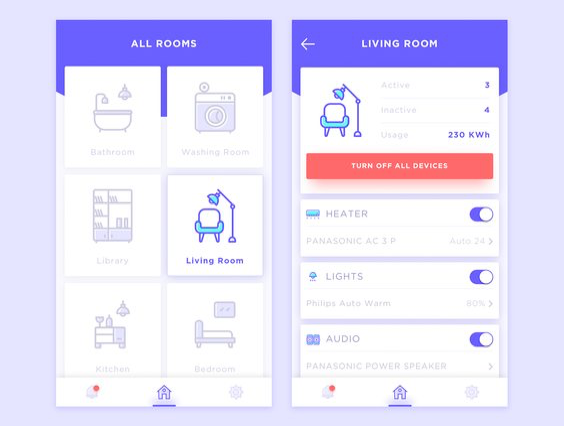 ALL ROOMS
Bathroom
Washing Room
Library
Living Room
Kitchen
Bedroom
LIVING ROOM
Active 3
Inactive 4
Usage 230 KWh
TURN OFF ALL DEVICES
HEATER
PANASONIC AC 3 P Auto 24
LIGHTS
Philips Auto Warm 80%
AUDIO
PANASONIC POWER SPEAKER